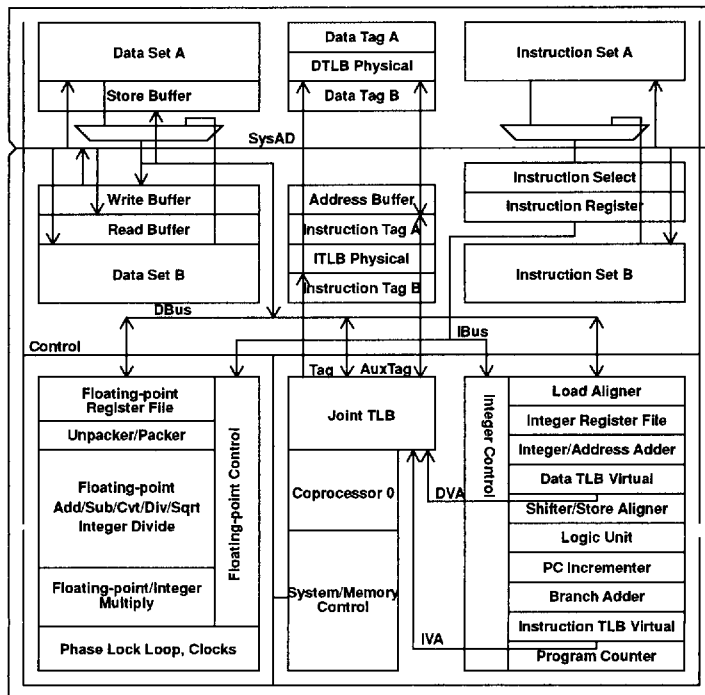 Data Set A
Store Buffer
Data Tag A
DTLB Physical
Data Tag B
Instruction Set A
SysAD
Write Buffer
Read Buffer
Data Set B
Address Buffer
Instruction Tag A
ITLB Physical
Instruction Tag B
Instruction Select
Instruction Register
Instruction Set B
DBus
IBus
Control
Tag
AuxTag
Floating-point
Register File
Unpacker/Packer
Floating-point
Add/Sub/Cvt/Div/Sqrt
Integer Divide
Floating-point/Integer
Multiply
Floating-point Control
Phase Lock Loop, Clocks
Joint TLB
Coprocessor 0
System/Memory
Control
DVA
IVA
Integer Control
Load Aligner
Integer Register File
Integer/Address Adder
Data TLB Virtual
Shifter/Store Aligner
Logic Unit
PC Incrementer
Branch Adder
Instruction TLB Virtual
Program Counter